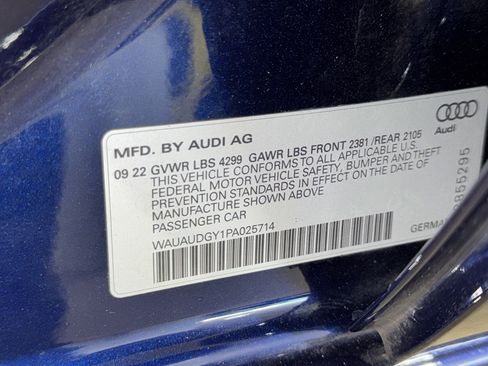 MFD. BY AUDI AG
Audi
09 22 GVWR LBS 4299 GAWR LBS FRONT 2381 /REAR 2105
THIS VEHICLE CONFORMS TO ALL APPLICABLE U.S.
FEDERAL MOTOR VEHICLE SAFETY, BUMPER AND THEFT
PREVENTION STANDARDS IN EFFECT ON THE DATE OF
MANUFACTURE SHOWN ABOVE
PASSENGER CAR
WAUAUDGY1PA025714